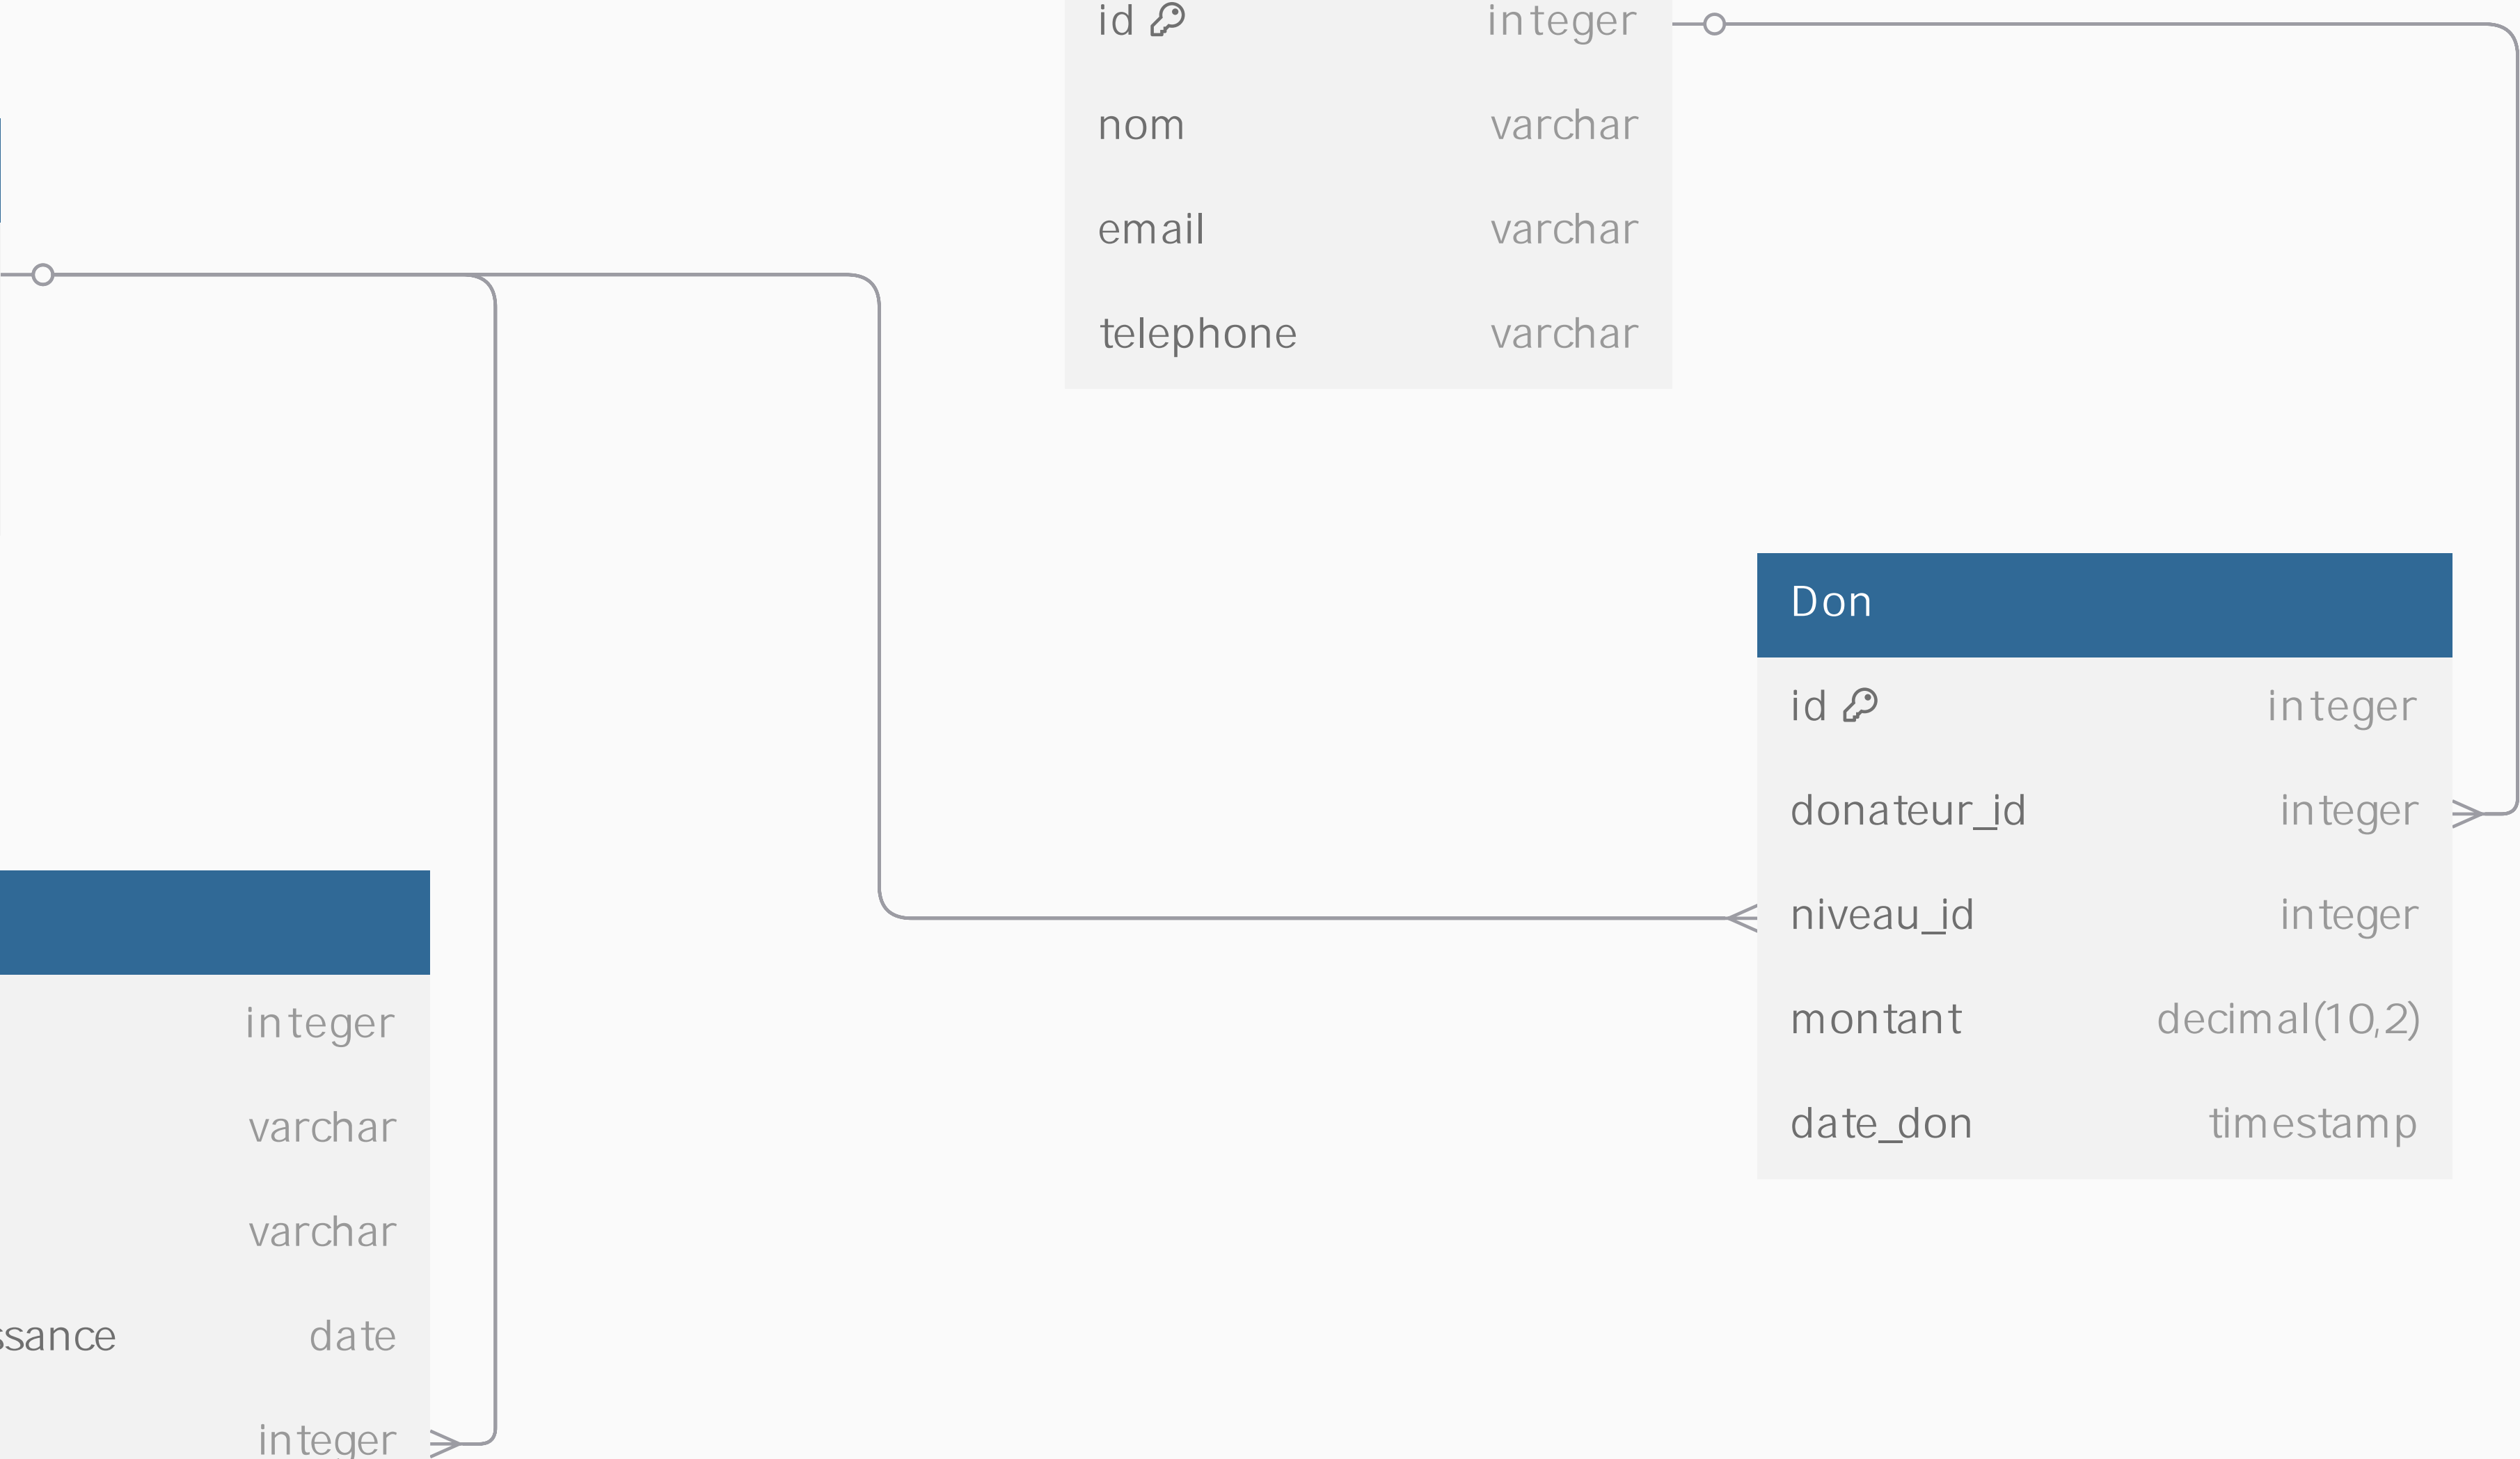 id integer
nom varchar
email varchar
telephone varchar
Don
id integer
donateur_id integer
niveau_id integer
montant decimal(10,2)
date_don timestamp
integer
varchar
varchar
ssance date
integer